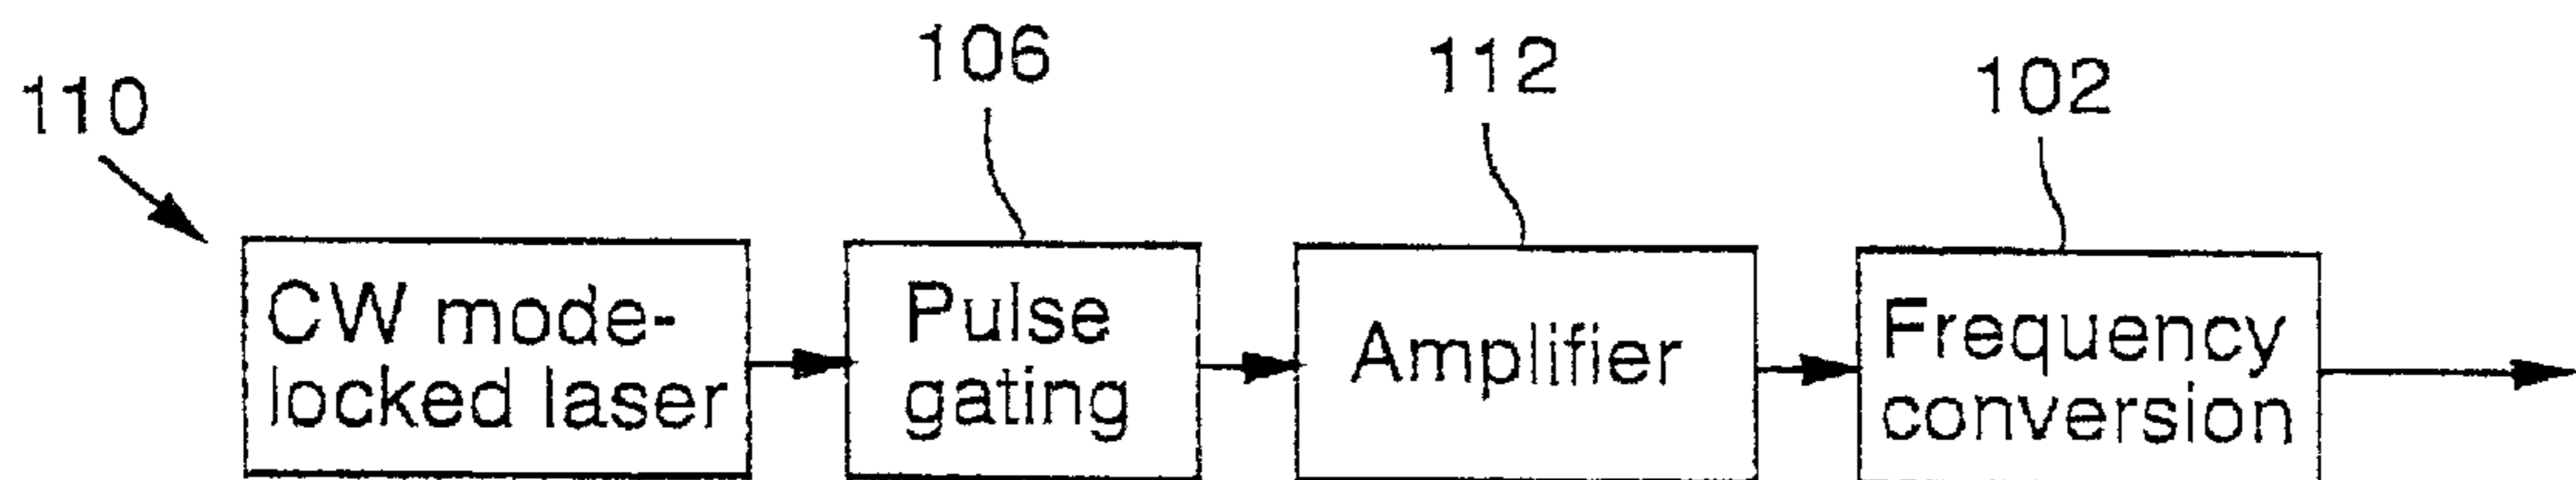 110
106
112
102
CW mode-
locked laser
Pulse
gating
Amplifier
Frequency
conversion